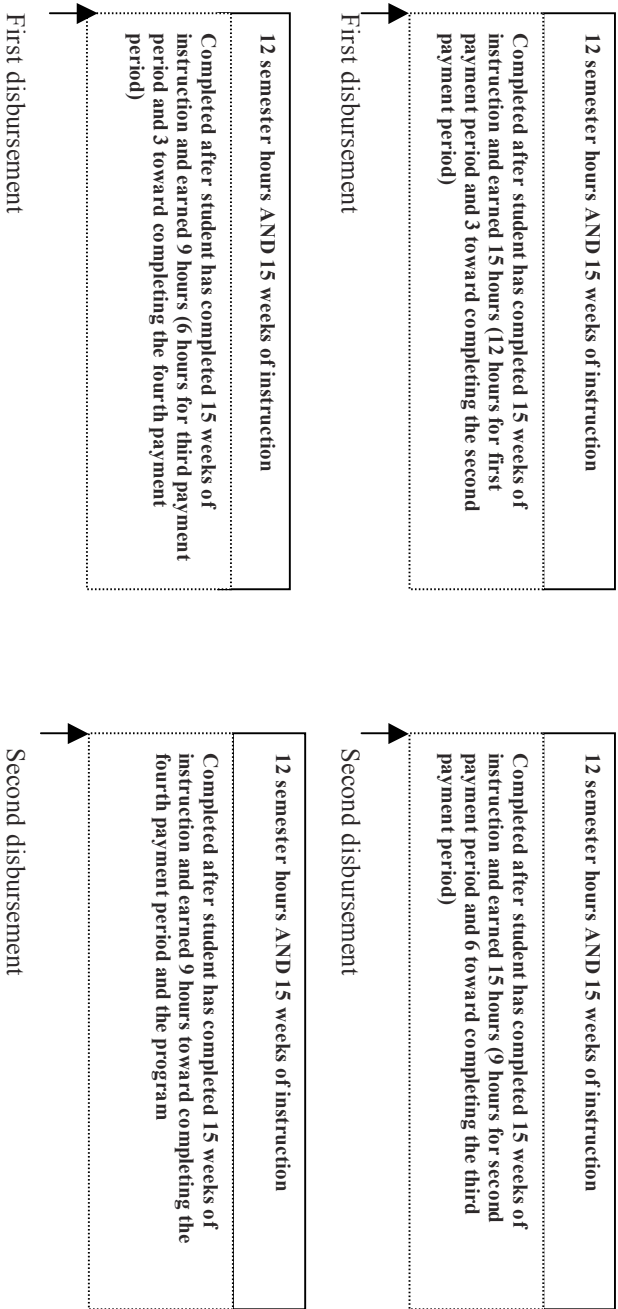 12 semester hours AND 15 weeks of instruction
Completed after student has completed 15 weeks of
instruction and earned 15 hours (12 hours for first
payment period and 3 toward completing the second
payment period)
First disbursement
12 semester hours AND 15 weeks of instruction
Completed after student has completed 15 weeks of
instruction and earned 15 hours (9 hours for second
payment period and 6 toward completing the third
payment period)
Second disbursement
12 semester hours AND 15 weeks of instruction
Completed after student has completed 15 weeks of
instruction and earned 9 hours (6 hours for third payment
period and 3 toward completing the fourth payment
period)
First disbursement
12 semester hours AND 15 weeks of instruction
Completed after student has completed 15 weeks of
instruction and earned 9 hours toward completing the
fourth payment period and the program
Second disbursement